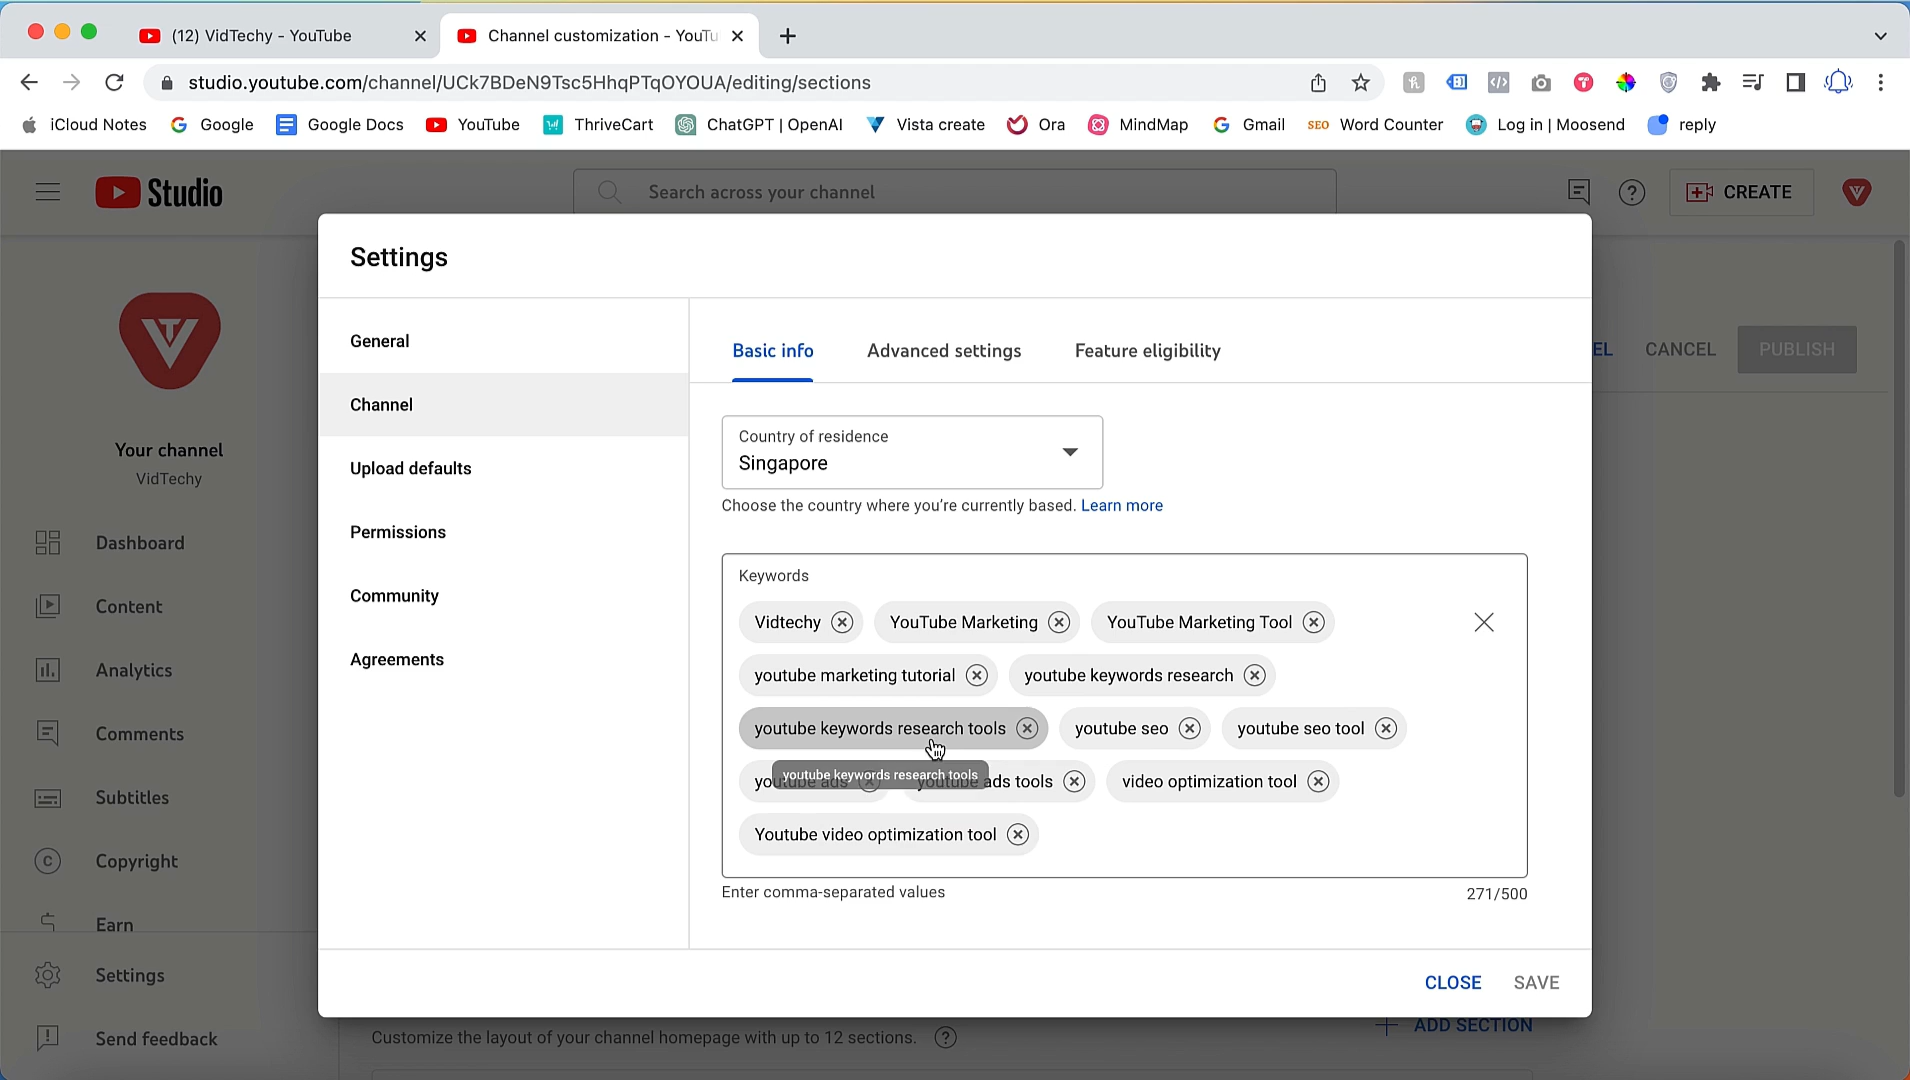 (12) VidTechy - YouTube
Channel customization - YouTu
studio.youtube.com/channel/UCk7BDeN9Tsc5HhqPTqOYOUA/editing/sections
iCloud Notes
Google
Google Docs
YouTube
ThriveCart
ChatGPT | OpenAI
Vista create
Ora
MindMap
Gmail
SEO Word Counter
Log in | Moosend
reply
Studio
Search across your channel
CREATE
Settings
General
Channel
Upload defaults
Permissions
Community
Agreements
Basic info
Advanced settings
Feature eligibility
Country of residence
Singapore
Choose the country where you're currently based. Learn more
Keywords
Vidtechy
YouTube Marketing
YouTube Marketing Tool
youtube marketing tutorial
youtube keywords research
youtube keywords research tools
youtube seo
youtube seo tool
youtube keywords research tools
youtube ads
youtube ads tools
video optimization tool
Youtube video optimization tool
Enter comma-separated values
271/500
CLOSE
SAVE
EL
CANCEL
PUBLISH
Your channel
VidTechy
Dashboard
Content
Analytics
Comments
Subtitles
Copyright
Earn
Settings
Send feedback
Customize the layout of your channel homepage with up to 12 sections.
ADD SECTION